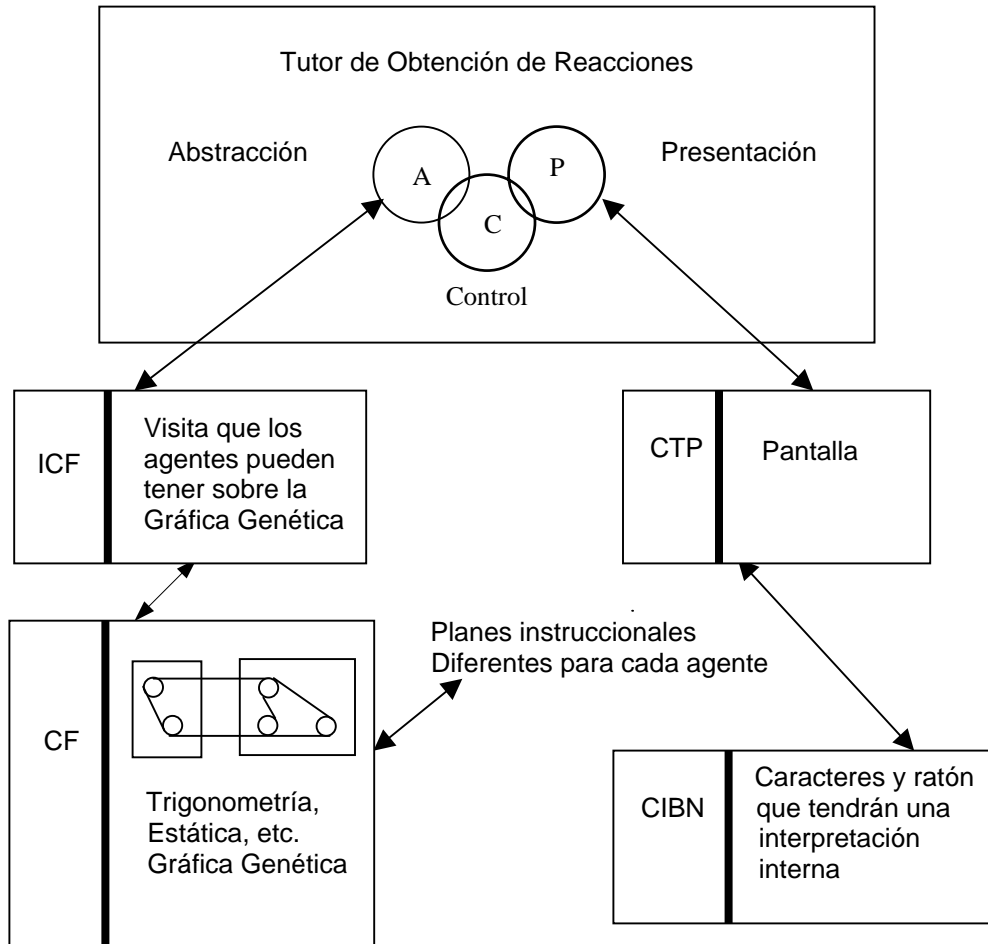 Tutor de Obtención de Reacciones
Abstracción
Presentación
A
P
C
Control
ICF
Visita que los
agentes pueden
tener sobre la
Gráfica Genética
CTP
Pantalla
Planes instruccionales
Diferentes para cada agente
CF
Trigonometría,
Estática, etc.
Gráfica Genética
CIBN
Caracteres y ratón
que tendrán una
interpretación
interna